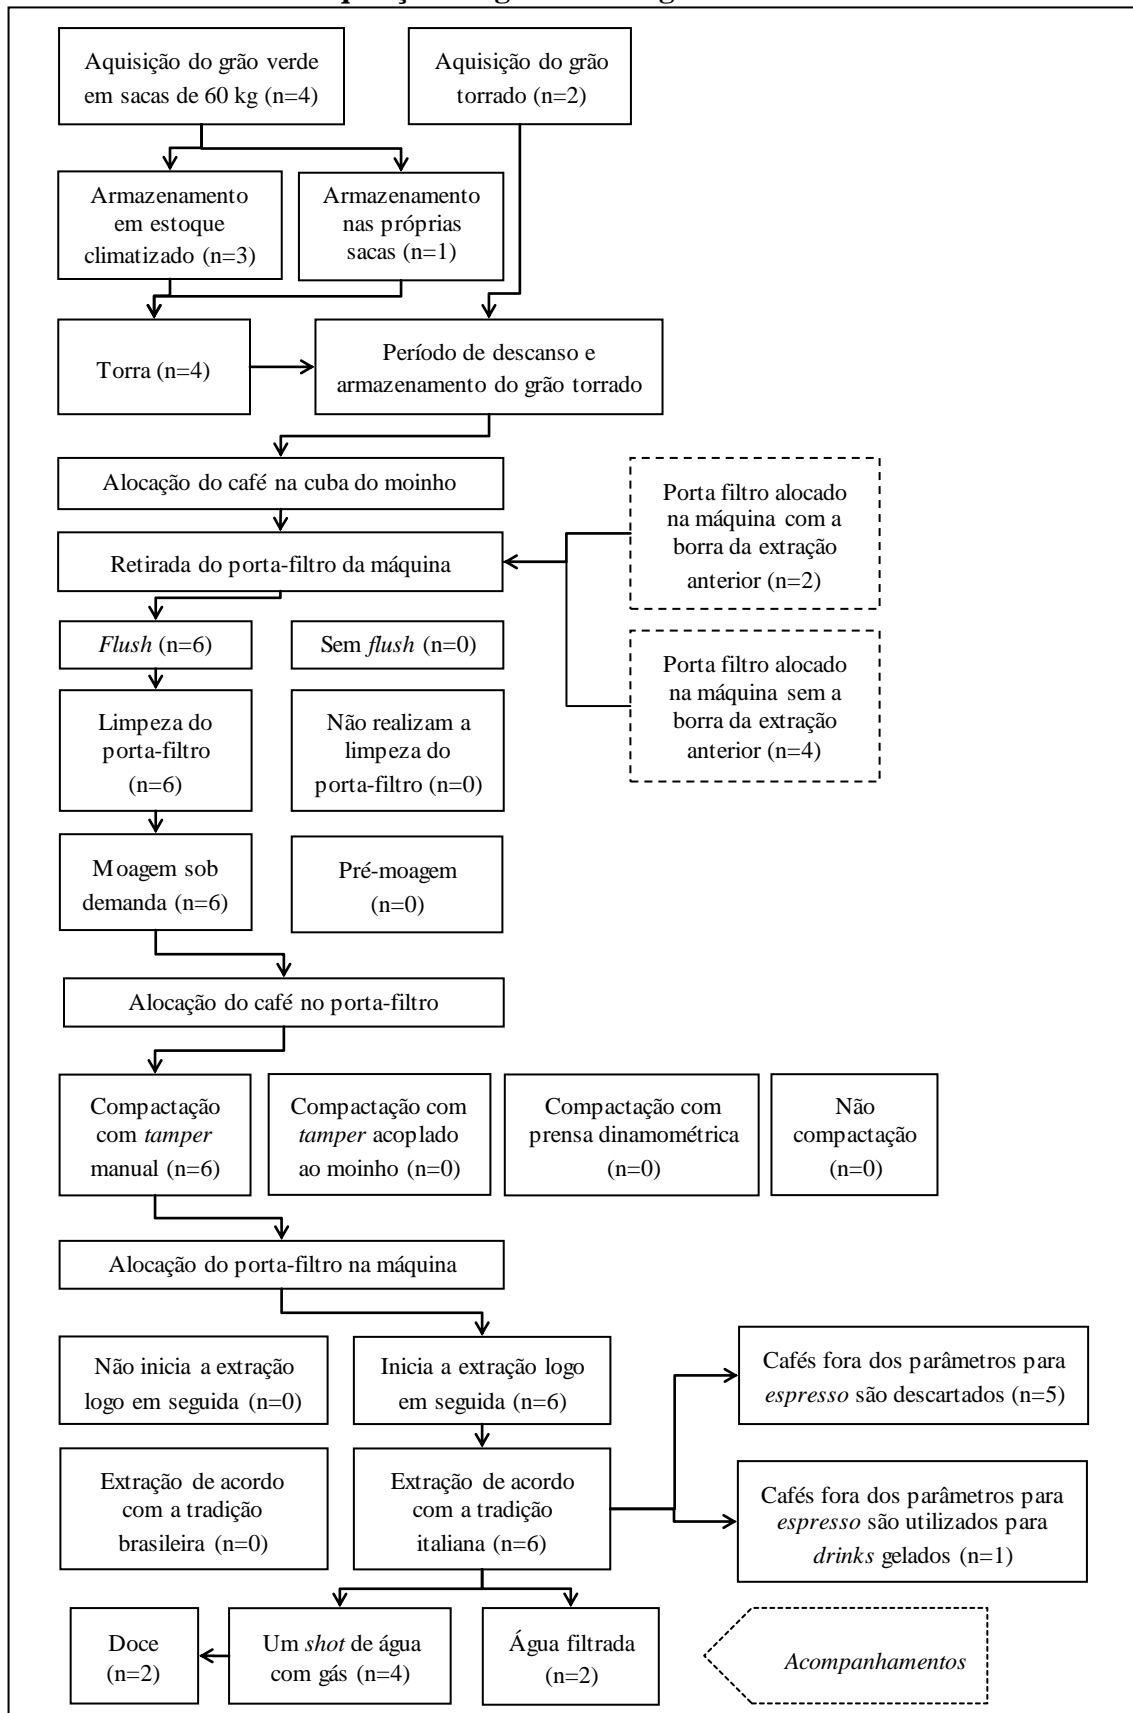 Aquisição do grão verde
em sacas de 60 kg (n=4)
Aquisição do grão
torrado (n=2)
Armazenamento
em estoque
climatizado (n=3)
Armazenamento
nas próprias
sacas (n=1)
Torra (n=4)
Período de descanso e
armazenamento do grão torrado
Alocação do café na cuba do moinho
Retirada do porta-filtro da máquina
Porta filtro alocado
na máquina com a
borra da extração
anterior (n=2)
Flush (n=6)
Sem flush (n=0)
Porta filtro alocado
na máquina sem a
borra da extração
anterior (n=4)
Limpeza do
porta-filtro
(n=6)
Não realizam a
limpeza do
porta-filtro (n=0)
Moagem sob
demanda (n=6)
Pré-moagem
(n=0)
Alocação do café no porta-filtro
Compactação
com tamper
manual (n=6)
Compactação com
tamper acoplado
ao moinho (n=0)
Compactação com
prensa dinamométrica
(n=0)
Não
compactação
(n=0)
Alocação do porta-filtro na máquina
Não inicia a extração
logo em seguida (n=0)
Inicia a extração logo
em seguida (n=6)
Cafés fora dos parâmetros para
espresso são descartados (n=5)
Extração de acordo
com a tradição
brasileira (n=0)
Extração de acordo
com a tradição
italiana (n=6)
Cafés fora dos parâmetros para
espresso são utilizados para
drinks gelados (n=1)
Doce
(n=2)
Um shot de água
com gás (n=4)
Água filtrada
(n=2)
Acompanhamentos